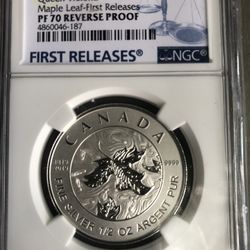 Maple Leaf-First Releases
PF 70 REVERSE PROOF
4860046-187
FIRST RELEASES
NGC
CANADA
9999
FINE SILVER 1/2 OZ ARGENT PUR